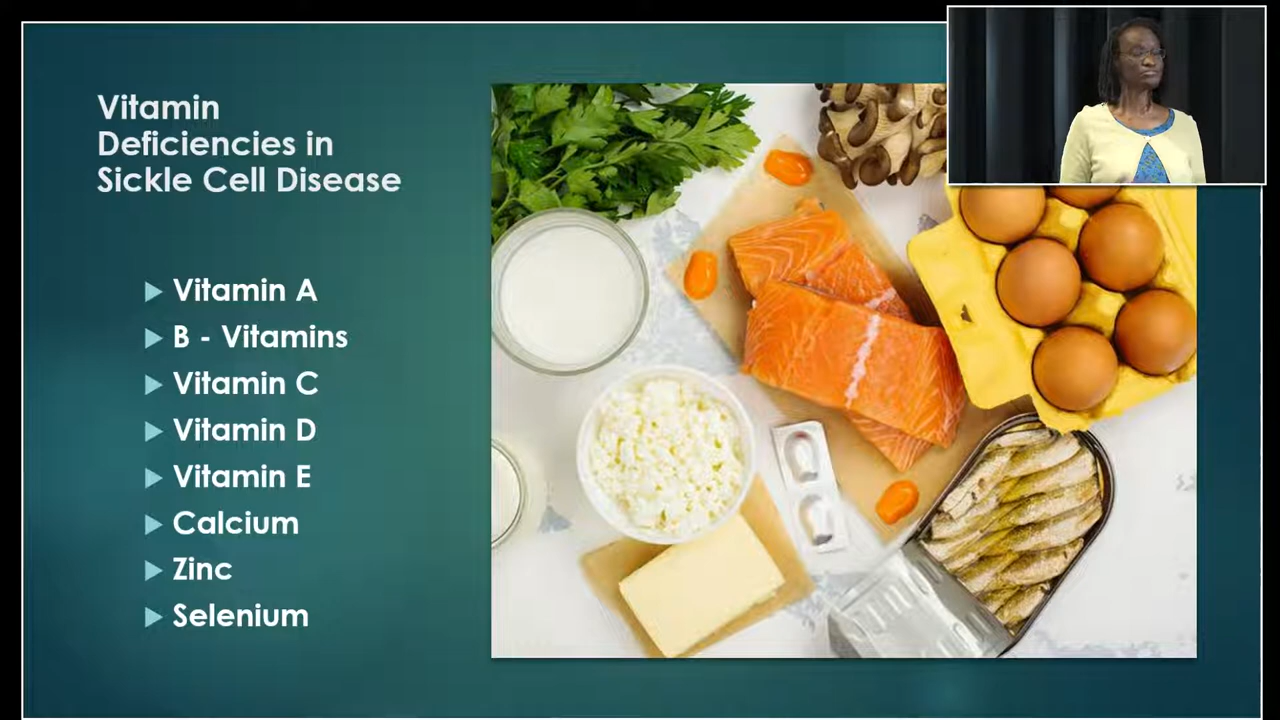 Vitamin
Deficiencies in
Sickle Cell Disease
Vitamin A
B - Vitamins
Vitamin C
Vitamin D
Vitamin E
Calcium
Zinc
Selenium